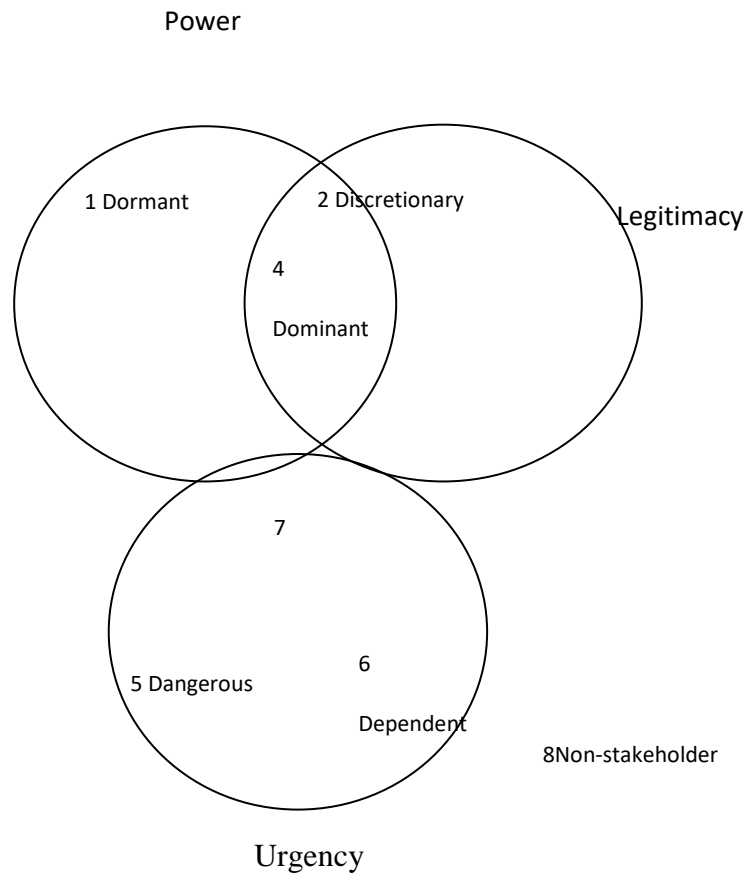 Power
1 Dormant
2 Discretionary
Legitimacy
4
Dominant
7
6
5 Dangerous
Dependent
8Non-stakeholder
Urgency